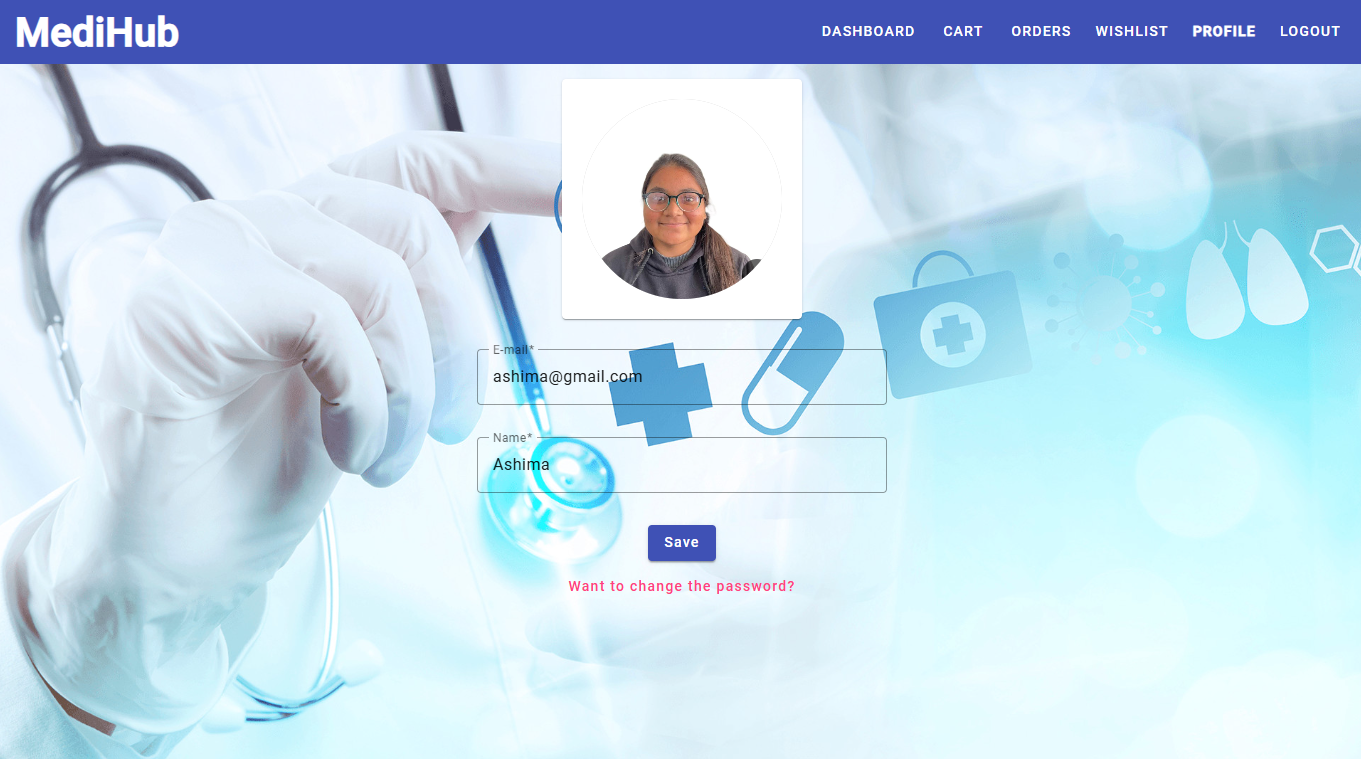 MediHub
DASHBOARD CART ORDERS WISHLIST PROFILE LOGOUT
E-mail*
ashima@gmail.com
Name*
Ashima
Save
Want to change the password?